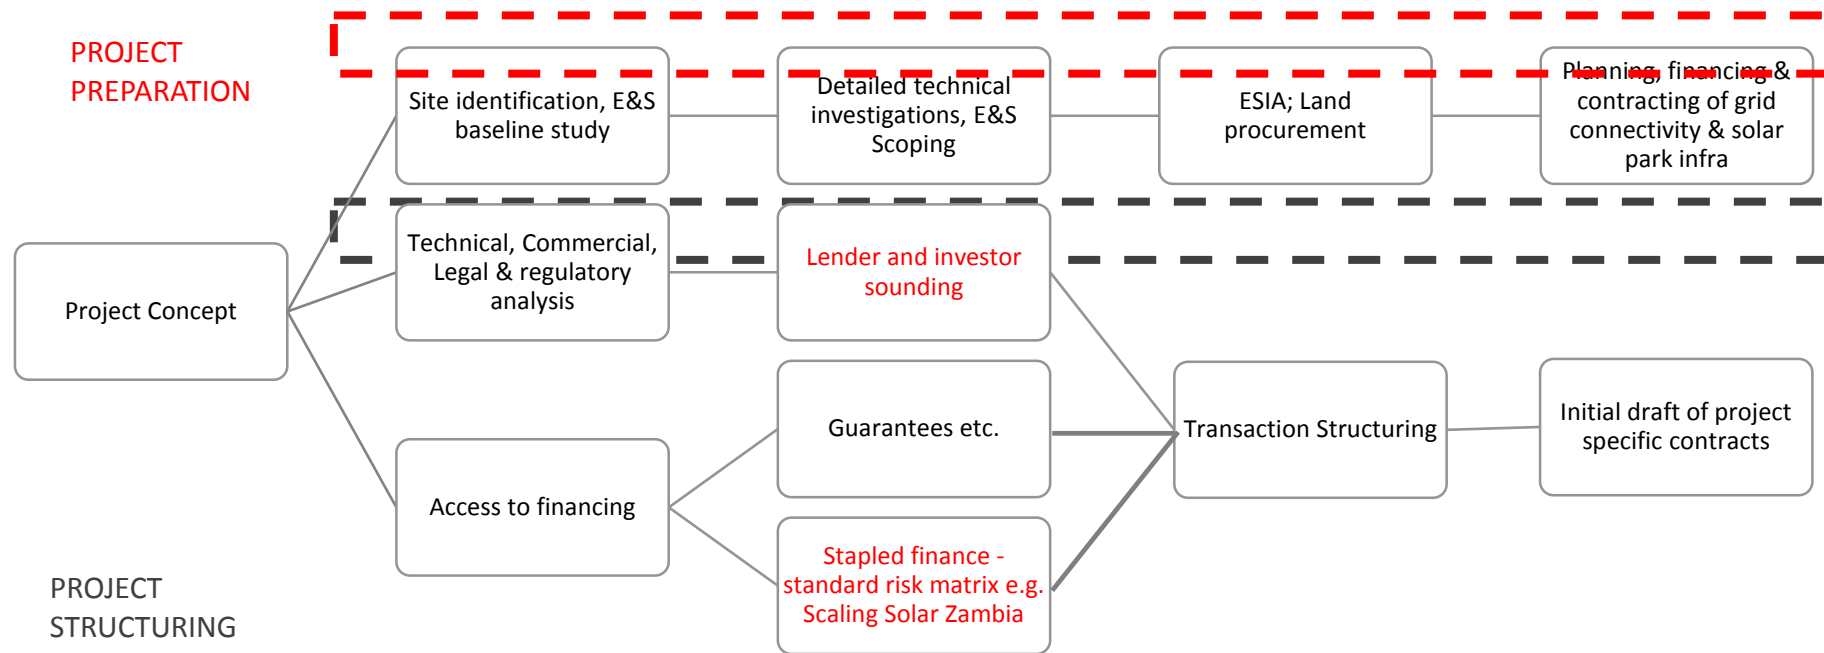 PROJECT
PREPARATION
Site identification, E&S
baseline study
Detailed technical
investigations, E&S
Scoping
ESIA; Land
procurement
Planning, financing &
contracting of grid
connectivity & solar
park infra
Project Concept
Technical, Commercial,
Legal & regulatory
analysis
Lender and investor
sounding
Access to financing
Guarantees etc.
Stapled finance -
standard risk matrix e.g.
Scaling Solar Zambia
Transaction Structuring
Initial draft of project
specific contracts
PROJECT
STRUCTURING